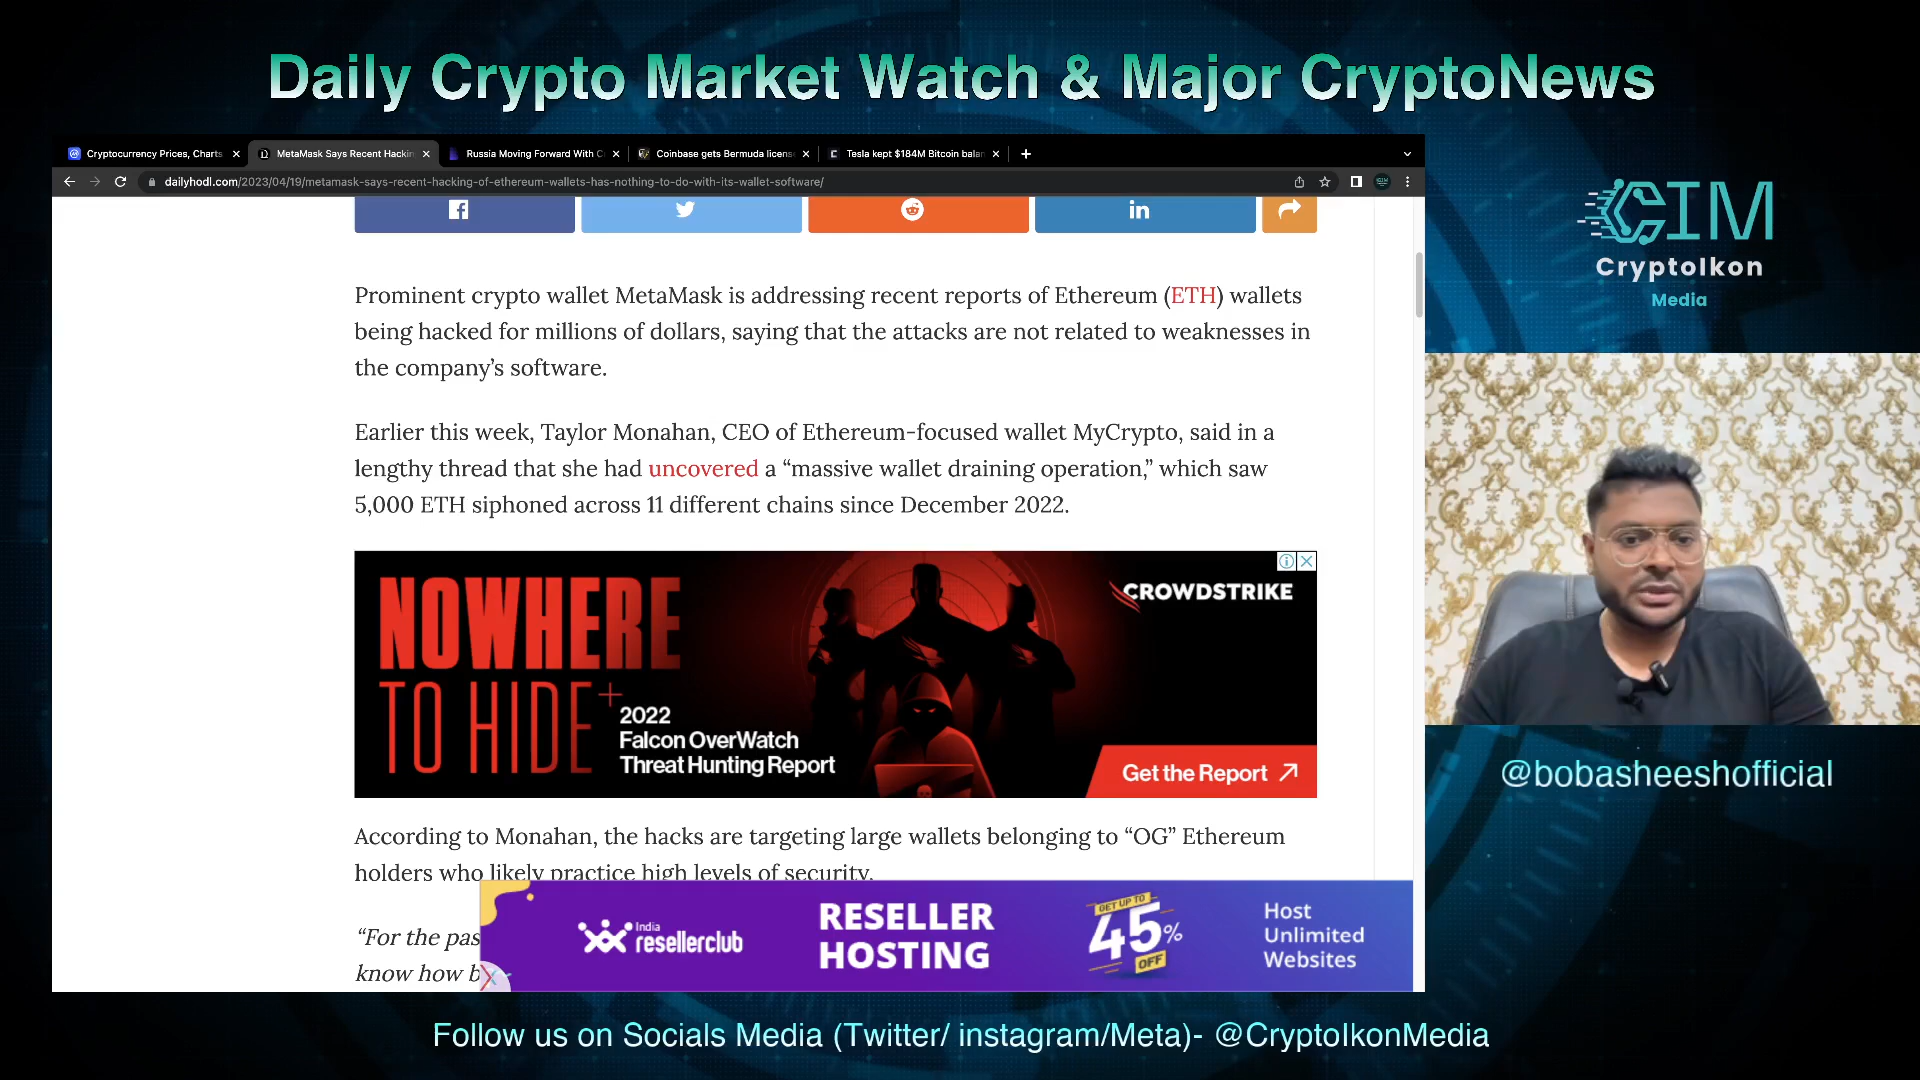 Daily Crypto Market Watch & Major CryptoNews
Cryptocurrency Prices, Charts
MetaMask Says Recent Hackin
Russia Moving Forward With C
Coinbase gets Bermuda license
Tesla kept $184M Bitcoin balan
dailyhodl.com/2023/04/19/metamask-says-recent-hacking-of-ethereum-wallets-has-nothing-to-do-with-its-wallet-software/
in
CIM
CryptoIkon
Media
Prominent crypto wallet MetaMask is addressing recent reports of Ethereum (ETH) wallets
being hacked for millions of dollars, saying that the attacks are not related to weaknesses in
the company’s software.
Earlier this week, Taylor Monahan, CEO of Ethereum-focused wallet MyCrypto, said in a
lengthy thread that she had uncovered a “massive wallet draining operation,” which saw
5,000 ETH siphoned across 11 different chains since December 2022.
CROWDSTRIKE
NOWHERE
TO HIDE
2022
Falcon OverWatch
Threat Hunting Report
Get the Report
@bobasheeshofficial
According to Monahan, the hacks are targeting large wallets belonging to “OG” Ethereum
holders who likely practice high levels of security.
“For the pas
know how b
India
resellerclub
RESELLER
HOSTING
GET UP TO
45%
OFF
Host
Unlimited
Websites
Follow us on Socials Media (Twitter/ instagram/Meta)- @CryptoIkonMedia